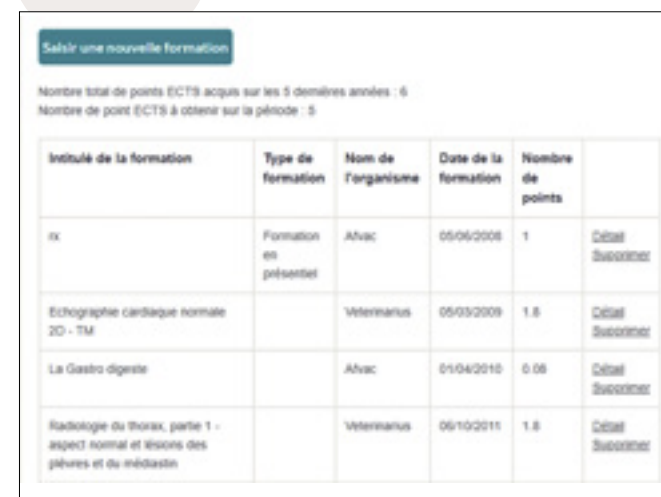 Saisir une nouvelle formation
Nombre total de points ECTS acquis sur les 5 dernières années : 6
Nombre de point ECTS à obtenir sur la période : 5
Intitulé de la formation
Type de formation
Nom de l'organisme
Date de la formation
Nombre de points
rx
Formation en présentiel
Afvac
05/06/2008
1
Détail
Supprimer
Echographie cardiaque normale
2D - TM
Veterinarius
05/03/2009
1.8
Détail
Supprimer
La Gastro digeste
Afvac
01/04/2010
0.08
Détail
Supprimer
Radiologie du thorax, partie 1 -
aspect normal et lésions des
plèvres et du médiastin
Veterinarius
06/10/2011
1.8
Détail
Supprimer